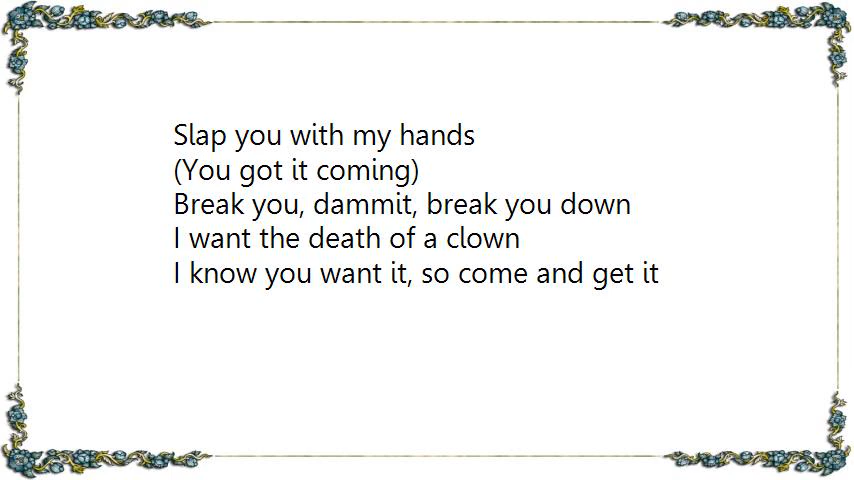 Slap you with my hands
(You got it coming)
Break you, dammit, break you down
I want the death of a clown
I know you want it, so come and get it